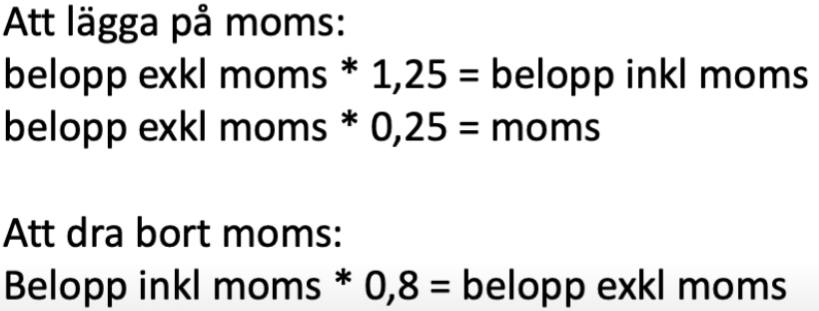 Att lägga på moms:
belopp exkl moms * 1,25 = belopp inkl moms
belopp exkl moms * 0,25 = moms
Att dra bort moms:
Belopp inkl moms * 0,8 = belopp exkl moms